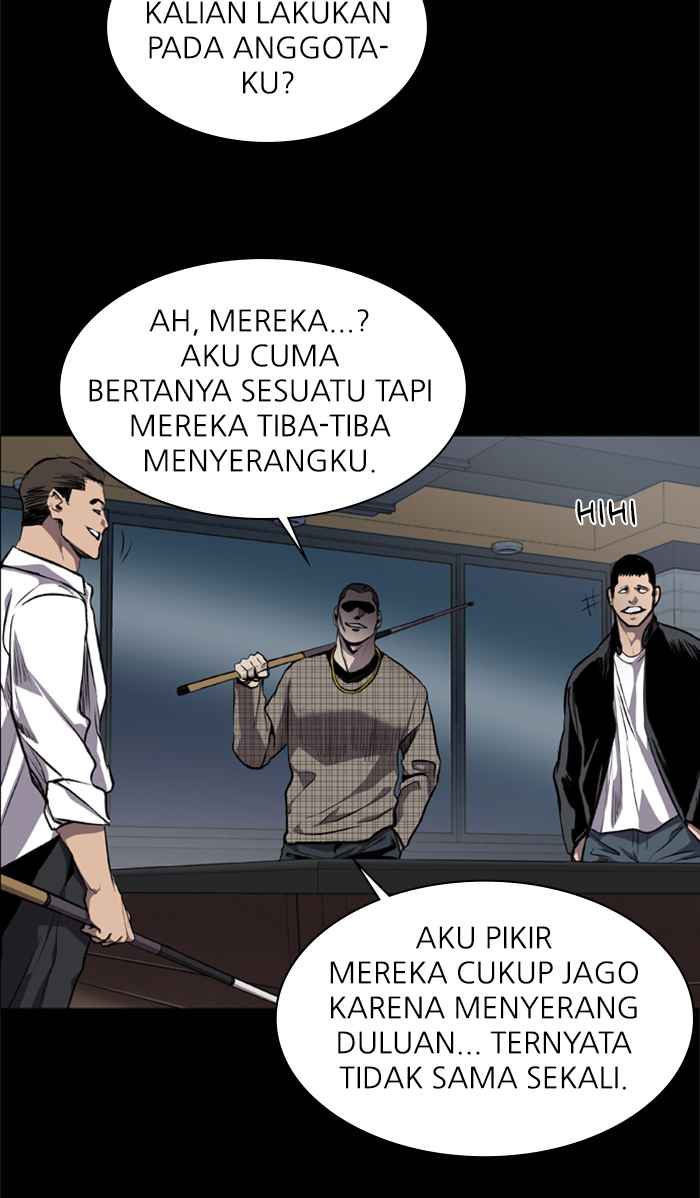 KALIAN LAKUKAN
PADA ANGGOTA-
KU?
AH, MEREKA...?
AKU CUMA
BERTANYA SESUATU TAPI
MEREKA TIBA-TIBA
MENYERANGKU.
HIHI
AKU PIKIR
MEREKA CUKUP JAGO
KARENA MENYERANG
DULUAN... TERNYATA
TIDAK SAMA SEKALI.